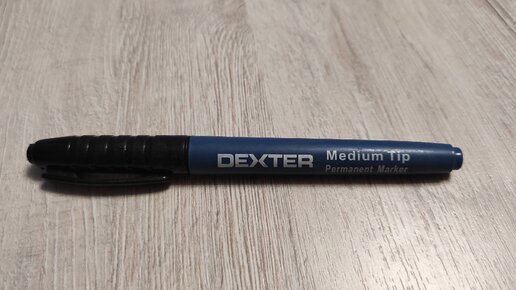 DEXTER
Medium Tip
Permanent Marker